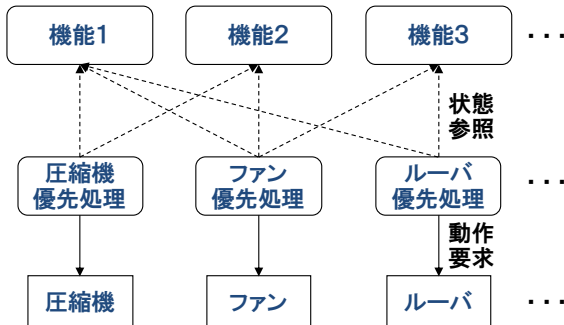 機能1
機能2
機能3
・・・
状態
参照
圧縮機
優先処理
ファン
優先処理
ルーバ
優先処理
・・・
動作
要求
圧縮機
ファン
ルーバ
・・・